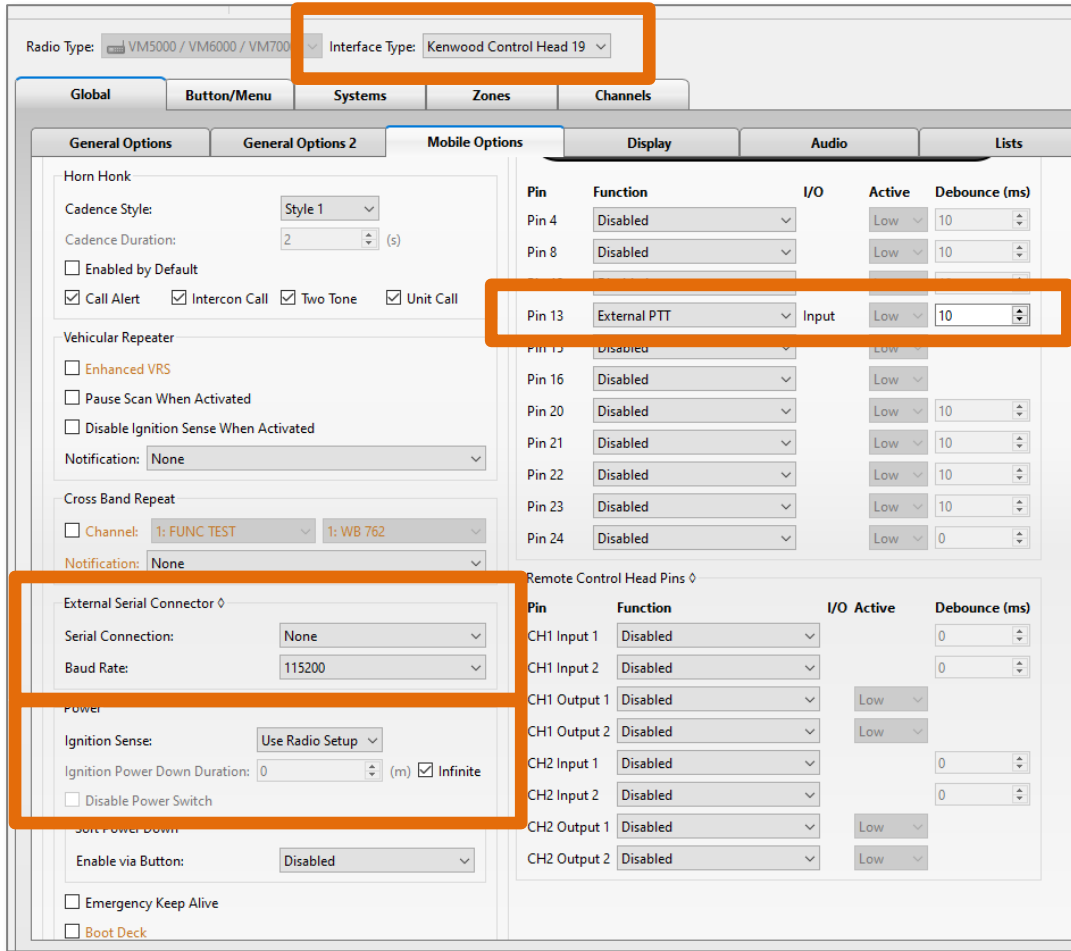 Radio Type: VM5000 / VM6000 / VM700 Interface Type: Kenwood Control Head 19
Global Button/Menu Systems Zones Channels
General Options General Options 2 Mobile Options Display Audio Lists
Horn Honk
Cadence Style: Style 1
Cadence Duration: 2 (s)
Enabled by Default
Call Alert Intercon Call Two Tone Unit Call
Vehicular Repeater
Enhanced VRS
Pause Scan When Activated
Disable Ignition Sense When Activated
Notification: None
Cross Band Repeat
Channel: 1: FUNC TEST 1: WB 762
Notification: None
External Serial Connector ◊
Serial Connection: None
Baud Rate: 115200
Power
Ignition Sense: Use Radio Setup
Ignition Power Down Duration: 0 (m) Infinite
Disable Power Switch
Soft Power Down
Enable via Button: Disabled
Emergency Keep Alive
Boot Deck
Pin Function I/O Active Debounce (ms)
Pin 4 Disabled Low 10
Pin 8 Disabled Low 10
Pin 13 External PTT Input Low 10
Pin 15 Disabled Low
Pin 16 Disabled Low
Pin 20 Disabled Low 10
Pin 21 Disabled Low 10
Pin 22 Disabled Low 10
Pin 23 Disabled Low 10
Pin 24 Disabled Low 0
Remote Control Head Pins ◊
Pin Function I/O Active Debounce (ms)
CH1 Input 1 Disabled 0
CH1 Input 2 Disabled 0
CH1 Output 1 Disabled Low
CH1 Output 2 Disabled Low
CH2 Input 1 Disabled 0
CH2 Input 2 Disabled 0
CH2 Output 1 Disabled Low
CH2 Output 2 Disabled Low